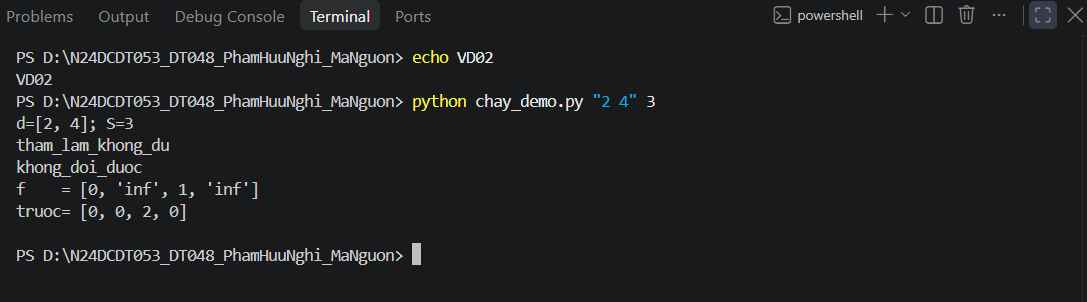 Problems Output Debug Console Terminal Ports powershell
PS D:\N24DCDT053_DT048_PhamHuuNghi_MaNguon> echo VD02
VD02
PS D:\N24DCDT053_DT048_PhamHuuNghi_MaNguon> python chay_demo.py "2 4" 3
d=[2, 4]; S=3
tham_lam_khong_du
khong_doi_duoc
f    = [0, 'inf', 1, 'inf']
truoc= [0, 0, 2, 0]
PS D:\N24DCDT053_DT048_PhamHuuNghi_MaNguon>